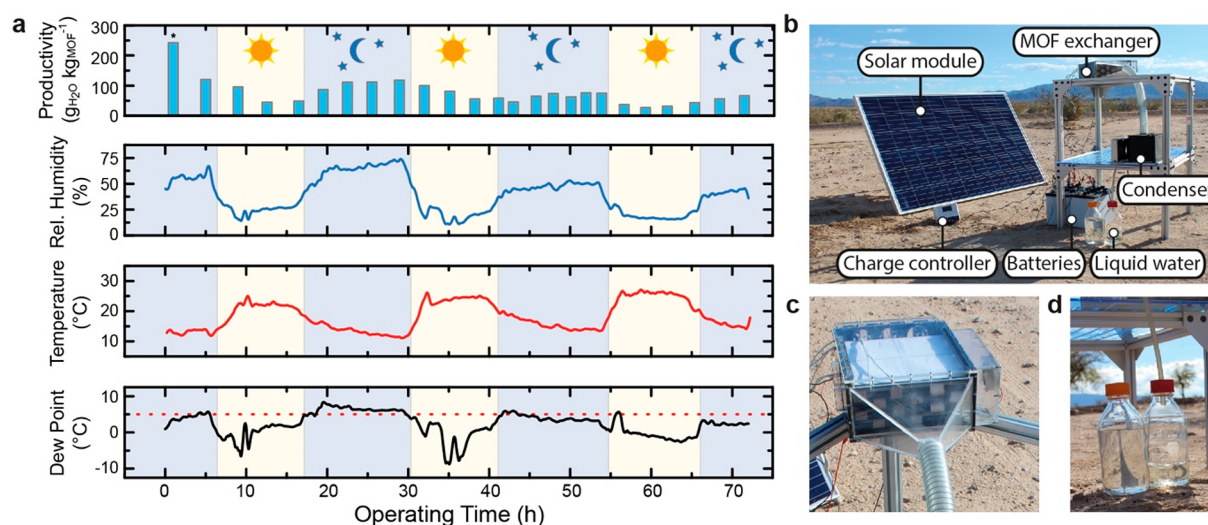 a
Productivity
(gH₂O kgMOF⁻¹)
300
200
100
0
*
Rel. Humidity
(%)
75
50
25
0
Temperature
(°C)
30
20
10
Dew Point
(°C)
10
0
-10
0 10 20 30 40 50 60 70
Operating Time (h)
b
MOF exchanger
Solar module
Condense
Charge controller
Batteries
Liquid water
c
d